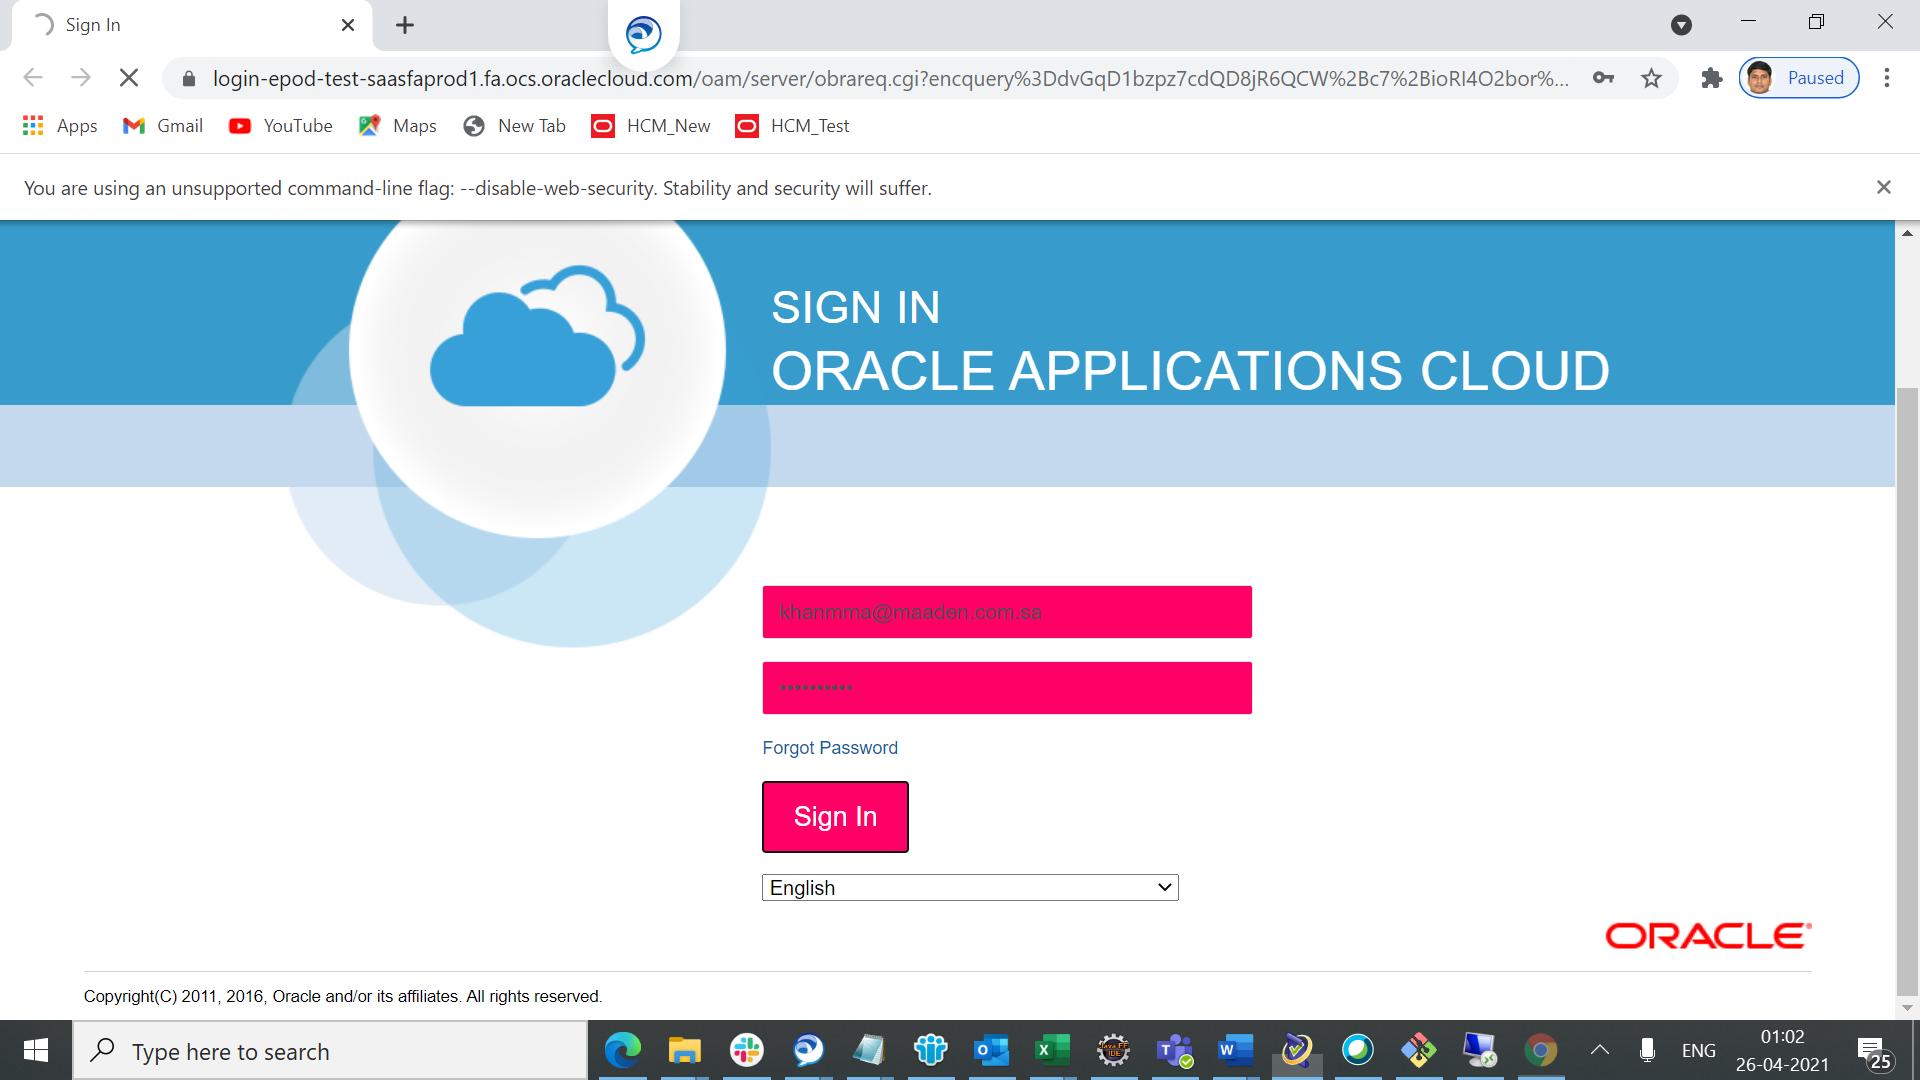 Sign In
login-epod-test-saasfaprod1.fa.ocs.oraclecloud.com/oam/server/obrareq.cgi?encquery%3DdvGqD1bzpz7cdQD8jR6QCW%2Bc7%2BioRI4O2bor%...
Paused
Apps
Gmail
YouTube
Maps
New Tab
HCM_New
HCM_Test
You are using an unsupported command-line flag: --disable-web-security. Stability and security will suffer.
SIGN IN
ORACLE APPLICATIONS CLOUD
khanmma@maaden.com.sa
••••••••••
Forgot Password
Sign In
English
ORACLE
Copyright(C) 2011, 2016, Oracle and/or its affiliates. All rights reserved.
Type here to search
ENG
01:02
26-04-2021
25